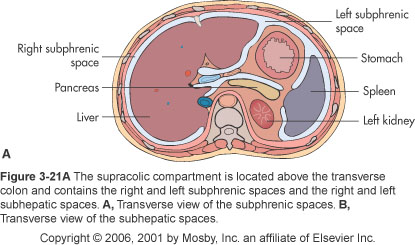 Left subphrenic
space
Right subphrenic
space
Stomach
Pancreas
Spleen
Liver
Left kidney
A
Figure 3-21A The supracolic compartment is located above the transverse
colon and contains the right and left subphrenic spaces and the right and left
subhepatic spaces. A, Transverse view of the subphrenic spaces. B,
Transverse view of the subhepatic spaces.
Copyright © 2006, 2001 by Mosby, Inc. an affiliate of Elsevier Inc.